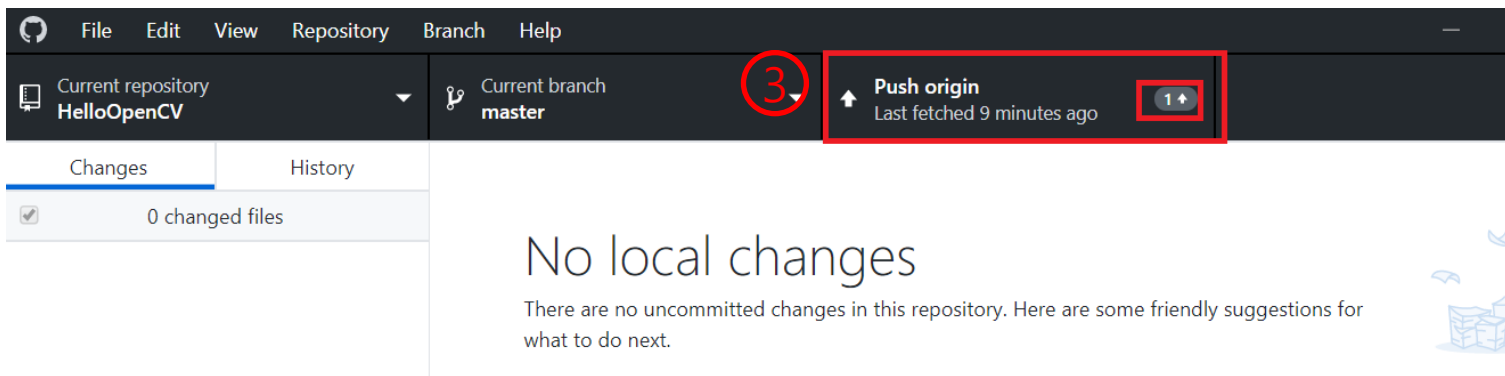 File Edit View Repository Branch Help
Current repository
HelloOpenCV
Current branch
master
③
Push origin
Last fetched 9 minutes ago
1
Changes History
0 changed files
No local changes
There are no uncommitted changes in this repository. Here are some friendly suggestions for
what to do next.